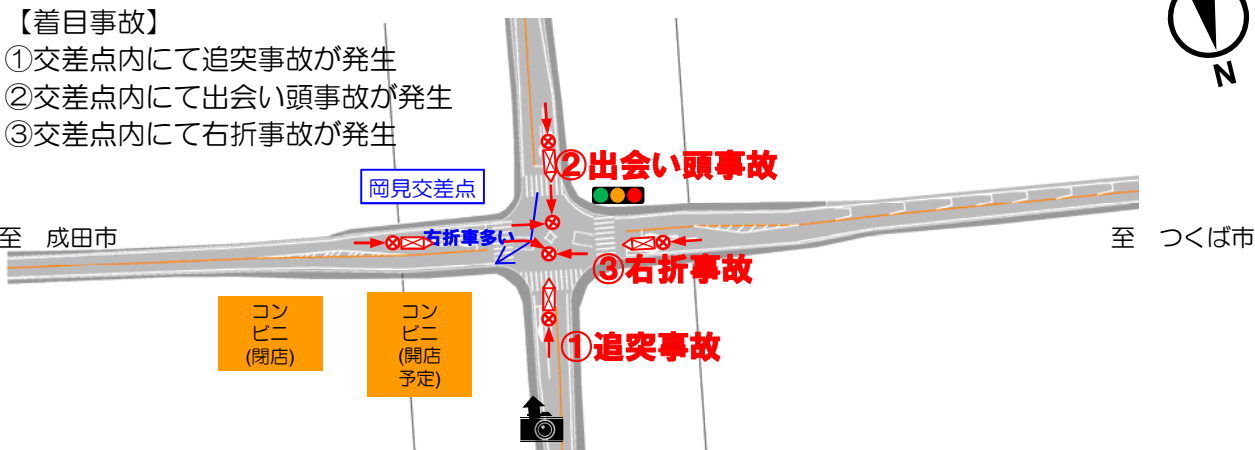 【着目事故】
①交差点内にて追突事故が発生
②交差点内にて出会い頭事故が発生
③交差点内にて右折事故が発生
N
②出会い頭事故
岡見交差点
至 成田市
右折車多い
至 つくば市
③右折事故
コン
ビニ
(閉店)
コン
ビニ
(開店
予定)
①追突事故